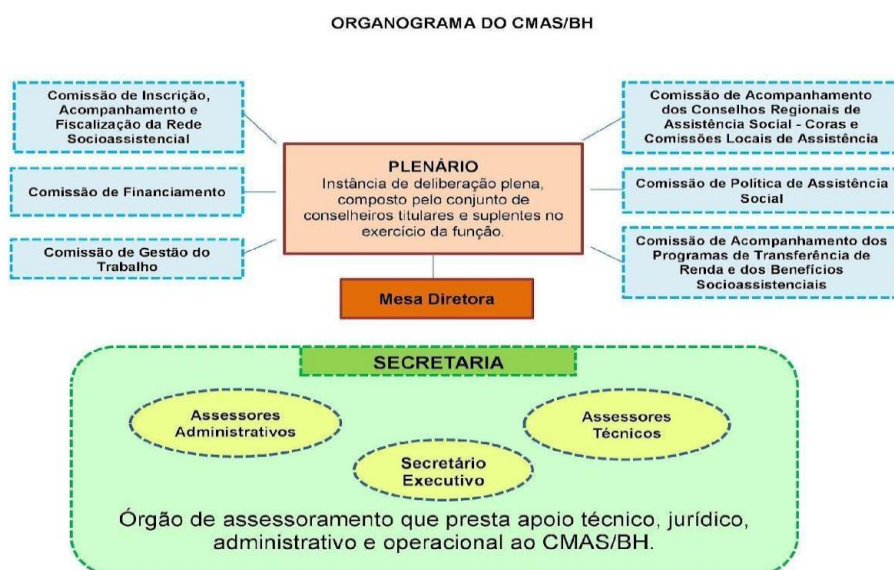 ORGANOGRAMA DO CMAS/BH
Comissão de Inscrição,
Acompanhamento e
Fiscalização da Rede
Socioassistencial
Comissão de Financiamento
Comissão de Gestão do
Trabalho
PLENÁRIO
Instância de deliberação plena,
composto pelo conjunto de
conselheiros titulares e suplentes no
exercício da função.
Mesa Diretora
Comissão de Acompanhamento
dos Conselhos Regionais de
Assistência Social - Coras e
Comissões Locais de Assistência
Comissão de Política de Assistência
Social
Comissão de Acompanhamento dos
Programas de Transferência de
Renda e dos Benefícios
Socioassistenciais
SECRETARIA
Assessores
Administrativos
Secretário
Executivo
Assessores
Técnicos
Órgão de assessoramento que presta apoio técnico, jurídico,
administrativo e operacional ao CMAS/BH.